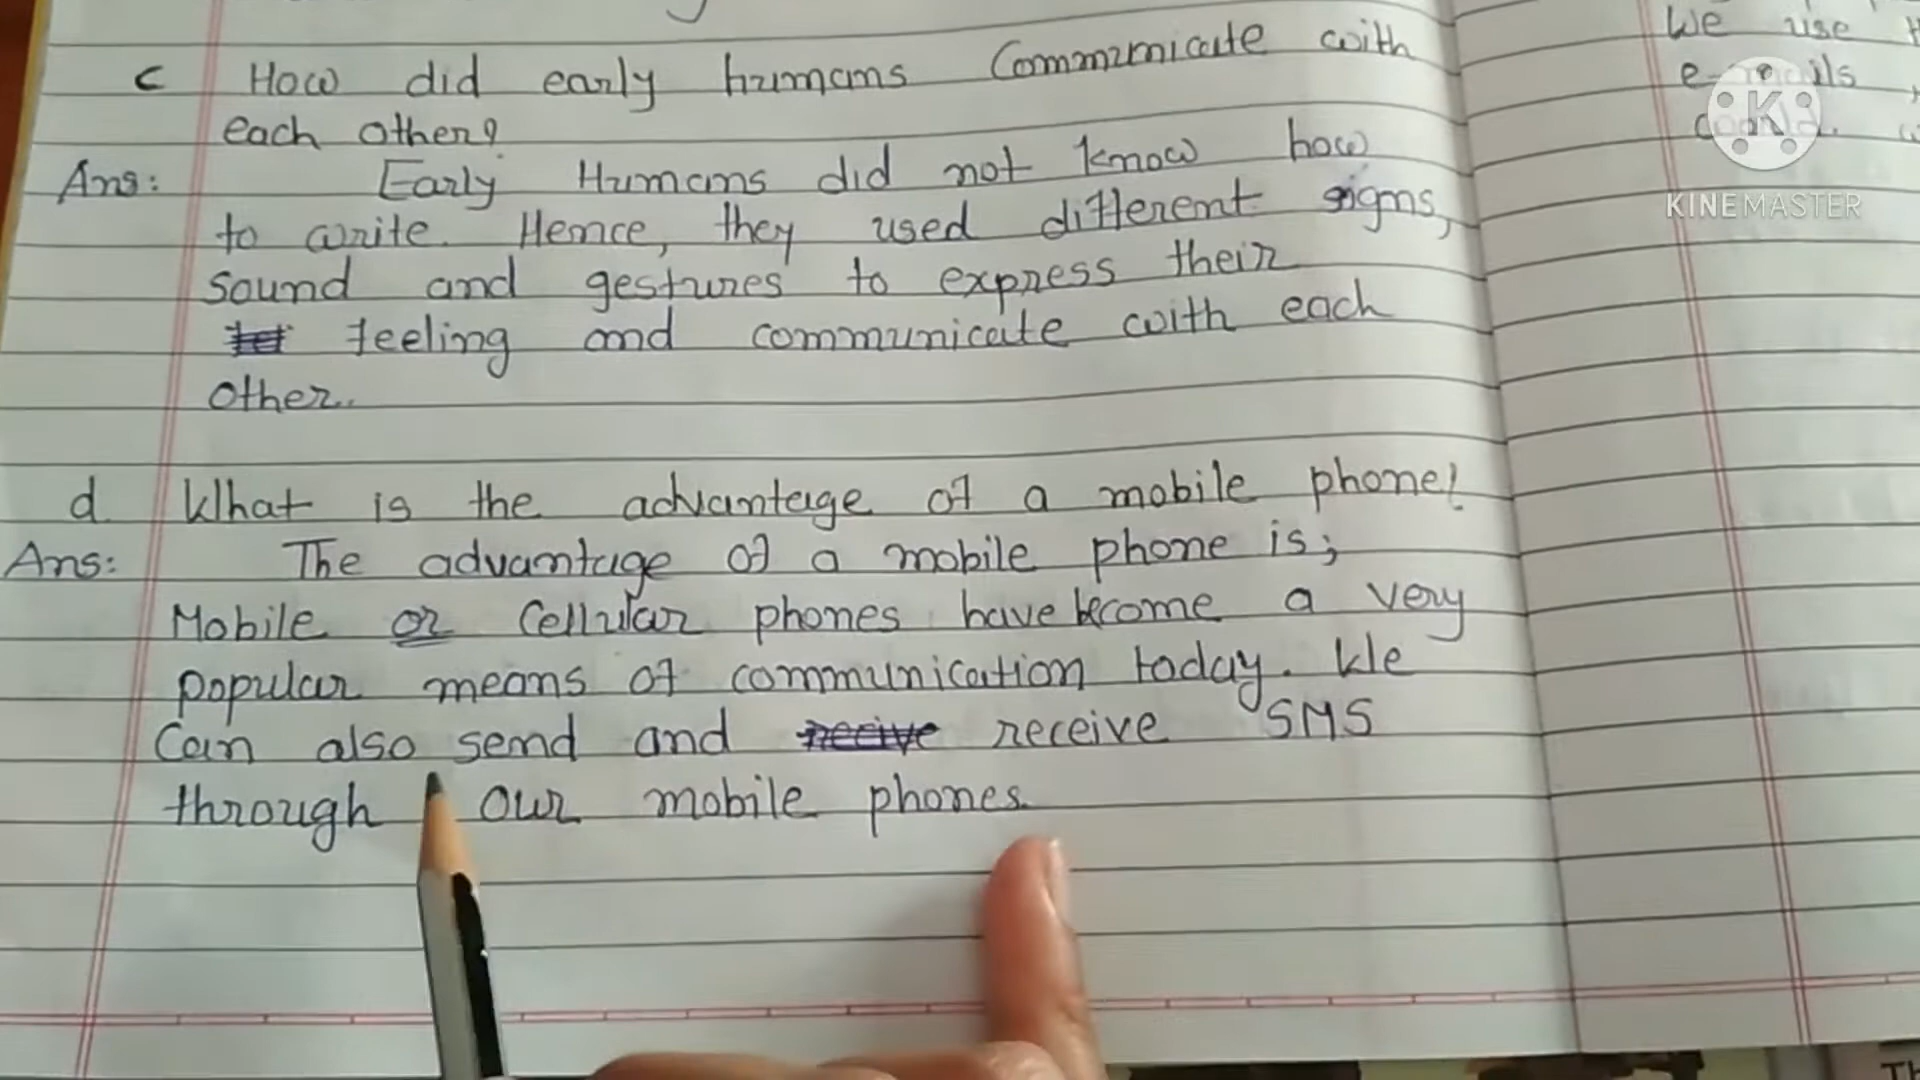 c How did early humans Communicate with
each other?
Ans: Early Humans did not know how
to write. Hence, they used different signs,
sound and gestures to express their
feeling and communicate with each
other.
d. What is the advantage of a mobile phone?
Ans: The advantage of a mobile phone is;
Mobile or Cellular phones have become a very
popular means of communication today. We
Can also send and recive receive SMS
through our mobile phones.
We use
e-mails
KINEMASTER